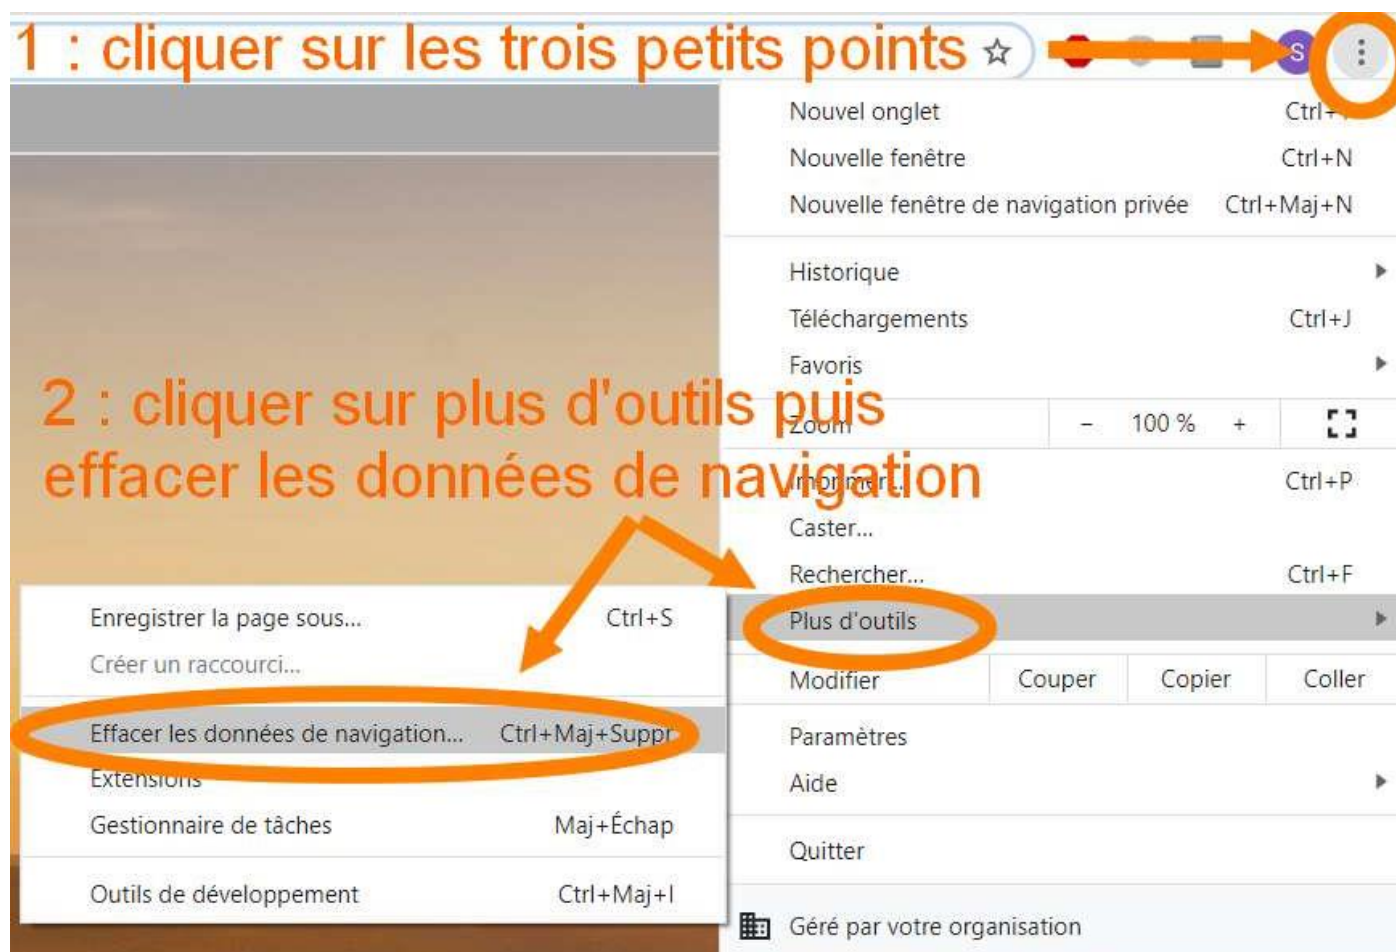 1 : cliquer sur les trois petits points
S
Nouvel onglet
Nouvelle fenêtre Ctrl+N
Nouvelle fenêtre de navigation privée Ctrl+Maj+N
Historique
Téléchargements Ctrl+J
Favoris
2 : cliquer sur plus d'outils puis
effacer les données de navigation
Zoom - 100 % +
Imprimer... Ctrl+P
Caster...
Rechercher... Ctrl+F
Plus d'outils
Modifier Couper Copier Coller
Paramètres
Aide
Quitter
Géré par votre organisation
Enregistrer la page sous... Ctrl+S
Créer un raccourci...
Effacer les données de navigation... Ctrl+Maj+Suppr
Extensions
Gestionnaire de tâches Maj+Échap
Outils de développement Ctrl+Maj+I